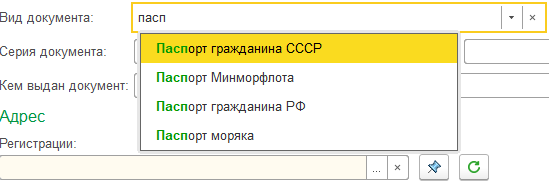 Вид документа: пасп
Паспорт гражданина СССР
Серия документа:
Паспорт Минморфлота
Кем выдан документ:
Паспорт гражданина РФ
Адрес
Паспорт моряка
Регистрации:
...